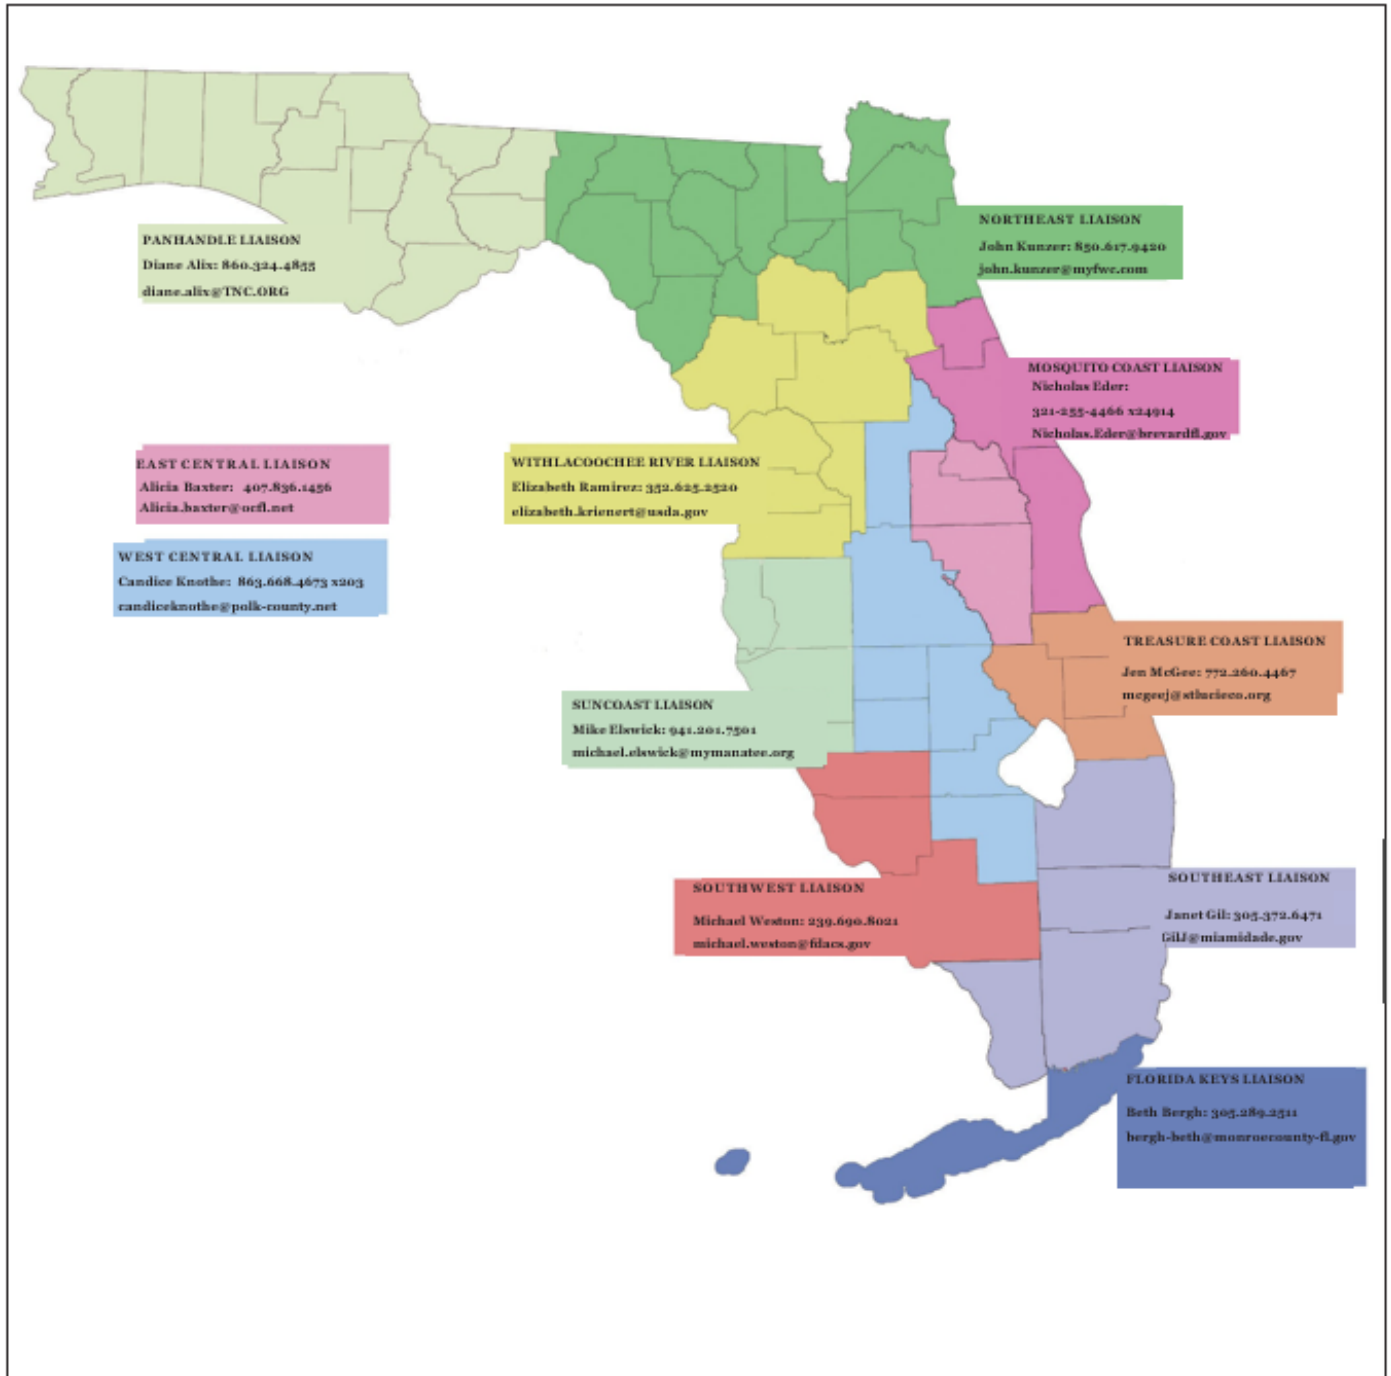 PANHANDLE LIAISON
Diane Alix: 860.324.4855
diane.alix@TNC.ORG
NORTHEAST LIAISON
John Kunzer: 850.617.9420
john.kunzer@myfwc.com
MOSQUITO COAST LIAISON
Nicholas Eder:
321-255-4466 x24914
Nicholas.Eder@brevardfl.gov
EAST CENTRAL LIAISON
Alicia Baxter: 407.836.1456
Alicia.baxter@ocfl.net
WITHLACOOCHEE RIVER LIAISON
Elizabeth Ramirez: 352.625.2520
elizabeth.krienert@usda.gov
WEST CENTRAL LIAISON
Candice Knothe: 863.668.4673 x203
candiceknothe@polk-county.net
TREASURE COAST LIAISON
Jen McGee: 772.260.4467
mcgeej@stlucieco.org
SUNCOAST LIAISON
Mike Elswick: 941.201.7501
michael.elswick@mymanatee.org
SOUTHWEST LIAISON
Michael Weston: 239.690.8021
michael.weston@fdacs.gov
SOUTHEAST LIAISON
Janet Gil: 305.372.6471
GilJ@miamidade.gov
FLORIDA KEYS LIAISON
Beth Bergh: 305.289.2511
bergh-beth@monroecounty-fl.gov